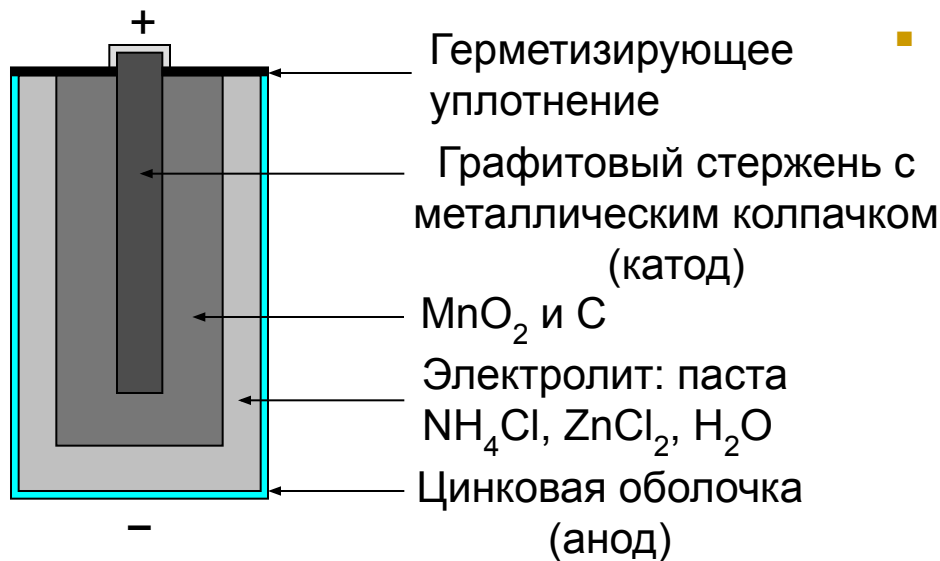 +
Герметизирующее
уплотнение
Графитовый стержень с
металлическим колпачком
(катод)
MnO₂ и С
Электролит: паста
NH₄Cl, ZnCl₂, H₂O
Цинковая оболочка
(анод)
–